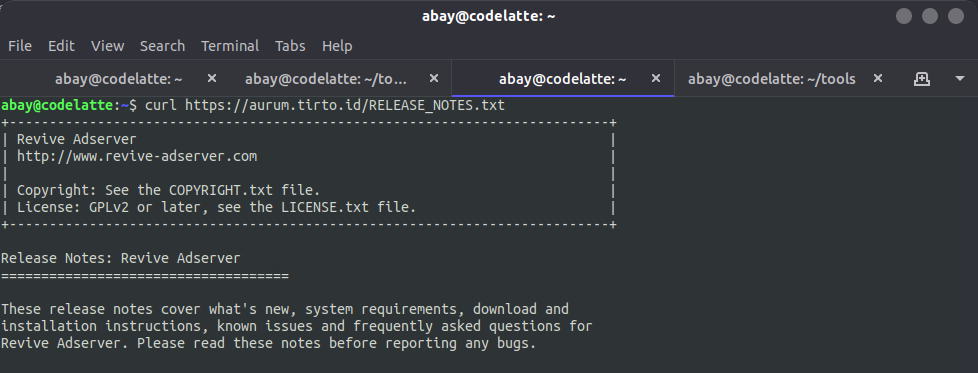 abay@codelatte: ~
File Edit View Search Terminal Tabs Help
abay@codelatte: ~ × abay@codelatte: ~/to... × abay@codelatte: ~ × abay@codelatte: ~/tools ×
abay@codelatte:~$ curl https://aurum.tirto.id/RELEASE_NOTES.txt
+---------------------------------------------------------------------------+
| Revive Adserver                                                           |
| http://www.revive-adserver.com                                            |
|                                                                           |
| Copyright: See the COPYRIGHT.txt file.                                    |
| License: GPLv2 or later, see the LICENSE.txt file.                        |
+---------------------------------------------------------------------------+
Release Notes: Revive Adserver
====================================
These release notes cover what's new, system requirements, download and
installation instructions, known issues and frequently asked questions for
Revive Adserver. Please read these notes before reporting any bugs.